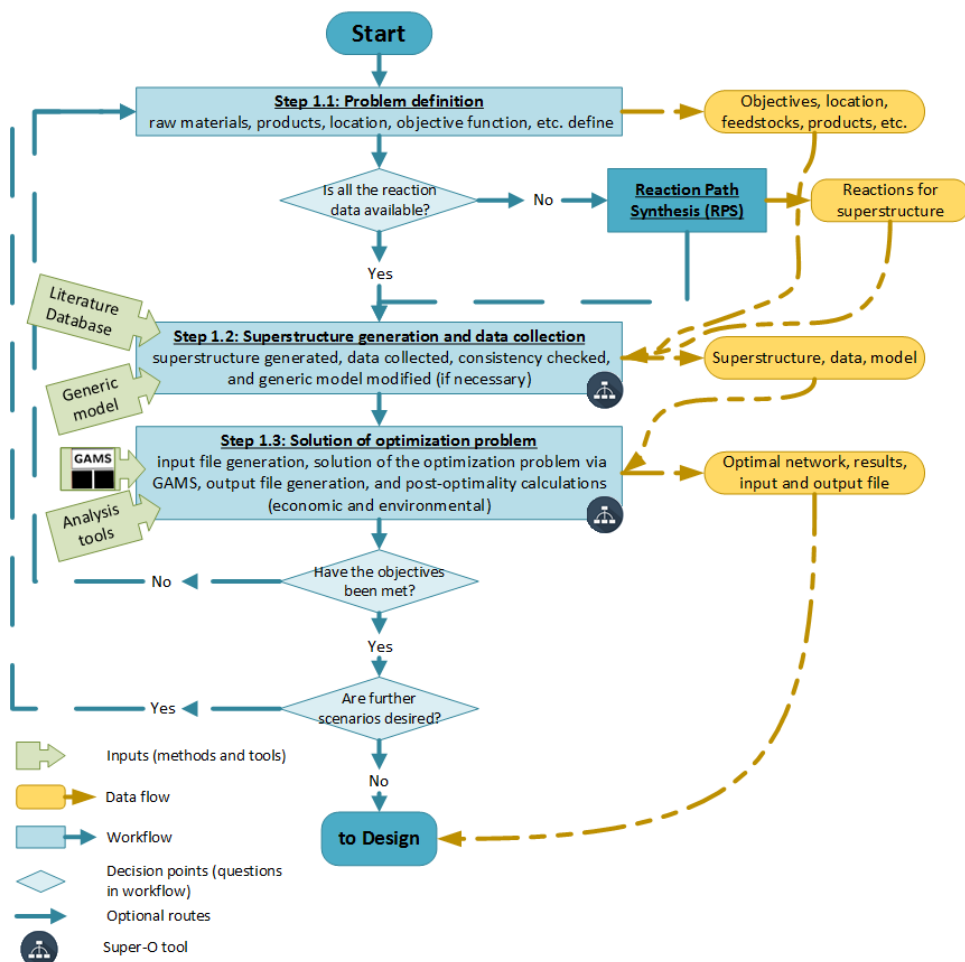 Start
Step 1.1: Problem definition
raw materials, products, location, objective function, etc. define
Objectives, location,
feedstocks, products, etc.
Is all the reaction
data available?
No
Reaction Path
Synthesis (RPS)
Reactions for
superstructure
Yes
Literature
Database
Step 1.2: Superstructure generation and data collection
superstructure generated, data collected, consistency checked,
and generic model modified (if necessary)
Superstructure, data, model
Generic
model
Step 1.3: Solution of optimization problem
input file generation, solution of the optimization problem via
GAMS, output file generation, and post-optimality calculations
(economic and environmental)
GAMS
Optimal network, results,
input and output file
Analysis
tools
Have the objectives
been met?
No
Yes
Are further
scenarios desired?
Yes
No
to Design
Inputs (methods and tools)
Data flow
Workflow
Decision points (questions
in workflow)
Optional routes
Super-O tool